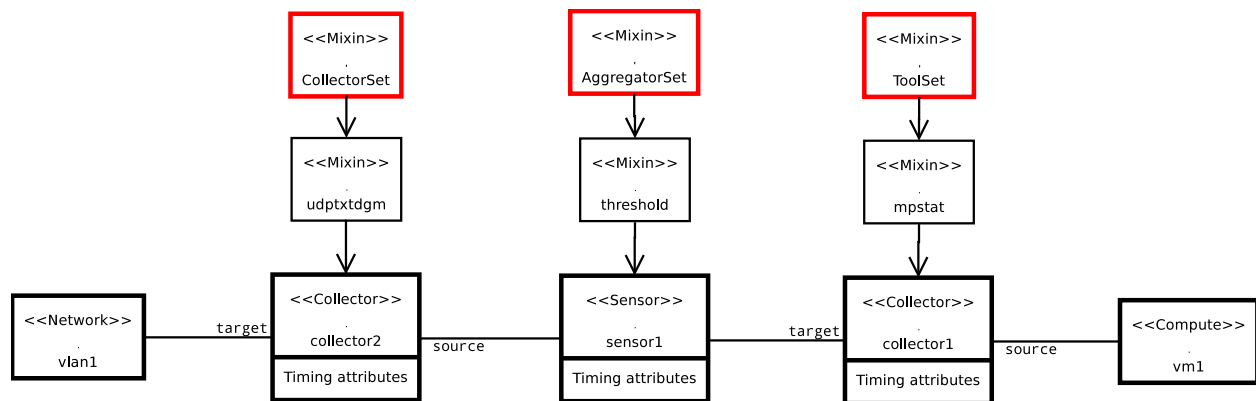 <<Mixin>>
.
CollectorSet
<<Mixin>>
.
AggregatorSet
<<Mixin>>
.
ToolSet
<<Mixin>>
.
udptxtdgm
<<Mixin>>
.
threshold
<<Mixin>>
.
mpstat
<<Network>>
.
vlan1
target
<<Collector>>
.
collector2
Timing attributes
source
<<Sensor>>
.
sensor1
Timing attributes
target
<<Collector>>
.
collector1
Timing attributes
source
<<Compute>>
.
vm1